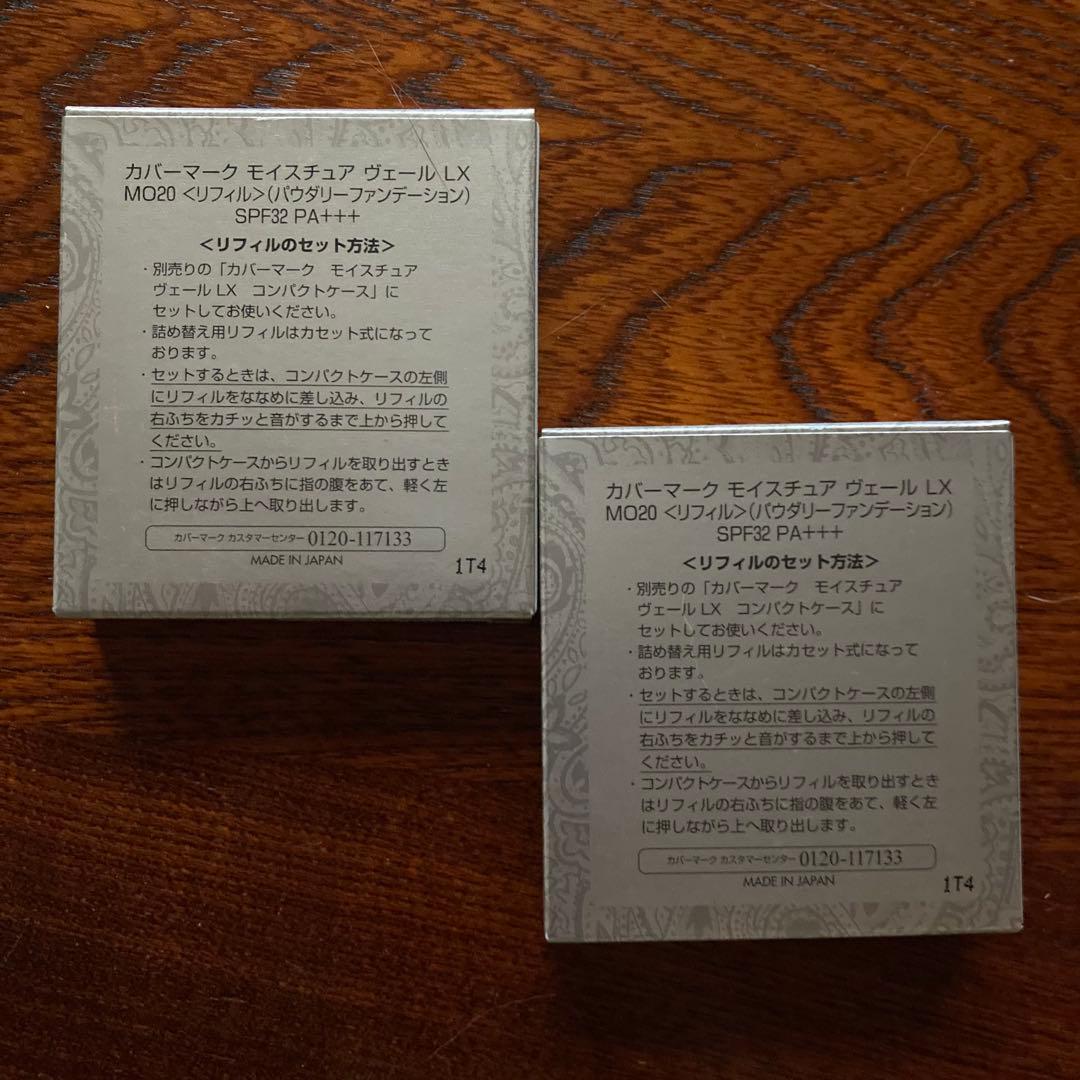 カバーマーク モイスチュア ヴェール LX
MO20 <リフィル>(パウダリーファンデーション)
SPF32 PA+++
<リフィルのセット方法>
・別売りの「カバーマーク　モイスチュア
ヴェール LX　コンパクトケース」に
セットしてお使いください。
・詰め替え用リフィルはカセット式になって
おります。
・セットするときは、コンパクトケースの左側
にリフィルをななめに差し込み、リフィルの
右ふちをカチッと音がするまで上から押して
ください。
・コンパクトケースからリフィルを取り出すとき
はリフィルの右ふちに指の腹をあて、軽く左
に押しながら上へ取り出します。
カバーマーク カスタマーセンター 0120-117133
MADE IN JAPAN
1T4
カバーマーク モイスチュア ヴェール LX
MO20 <リフィル>(パウダリーファンデーション)
SPF32 PA+++
<リフィルのセット方法>
・別売りの「カバーマーク　モイスチュア
ヴェール LX　コンパクトケース」に
セットしてお使いください。
・詰め替え用リフィルはカセット式になって
おります。
・セットするときは、コンパクトケースの左側
にリフィルをななめに差し込み、リフィルの
右ふちをカチッと音がするまで上から押して
ください。
・コンパクトケースからリフィルを取り出すとき
はリフィルの右ふちに指の腹をあて、軽く左
に押しながら上へ取り出します。
カバーマーク カスタマーセンター 0120-117133
MADE IN JAPAN
1T4